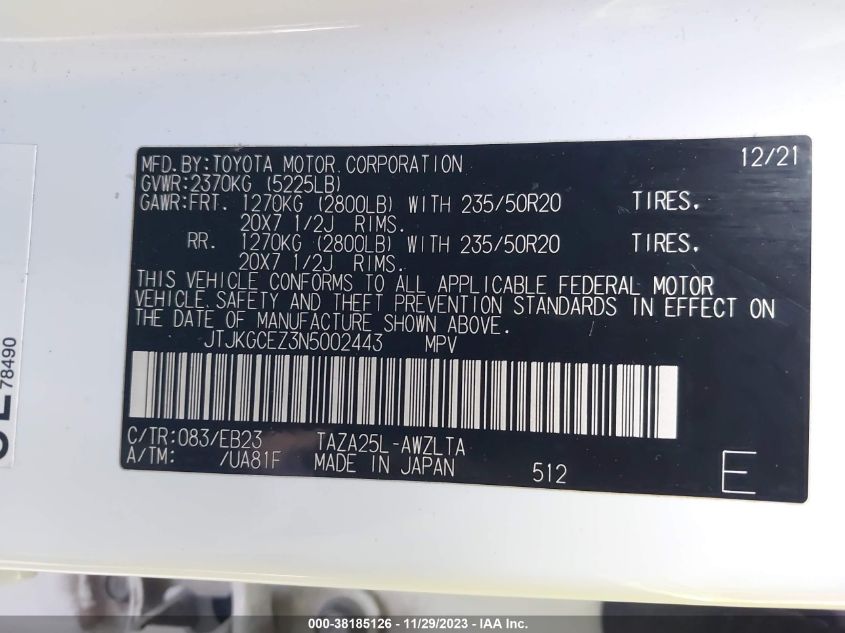 MFD.BY:TOYOTA MOTOR CORPORATION 12/21
GVWR:2370KG (5225LB)
GAWR:FRT. 1270KG (2800LB) WITH 235/50R20 TIRES.
20X7 1/2J RIMS.
RR. 1270KG (2800LB) WITH 235/50R20 TIRES.
20X7 1/2J RIMS.
THIS VEHICLE CONFORMS TO ALL APPLICABLE FEDERAL MOTOR
VEHICLE SAFETY AND THEFT PREVENTION STANDARDS IN EFFECT ON
THE DATE OF MANUFACTURE SHOWN ABOVE.
JTJKGCEZ3N5002443 MPV
C/TR:083/EB23 TAZA25L-AWZLTA
A/TM: /UA81F MADE IN JAPAN 512 E
78490
000-38185126 - 11/29/2023 - IAA Inc.